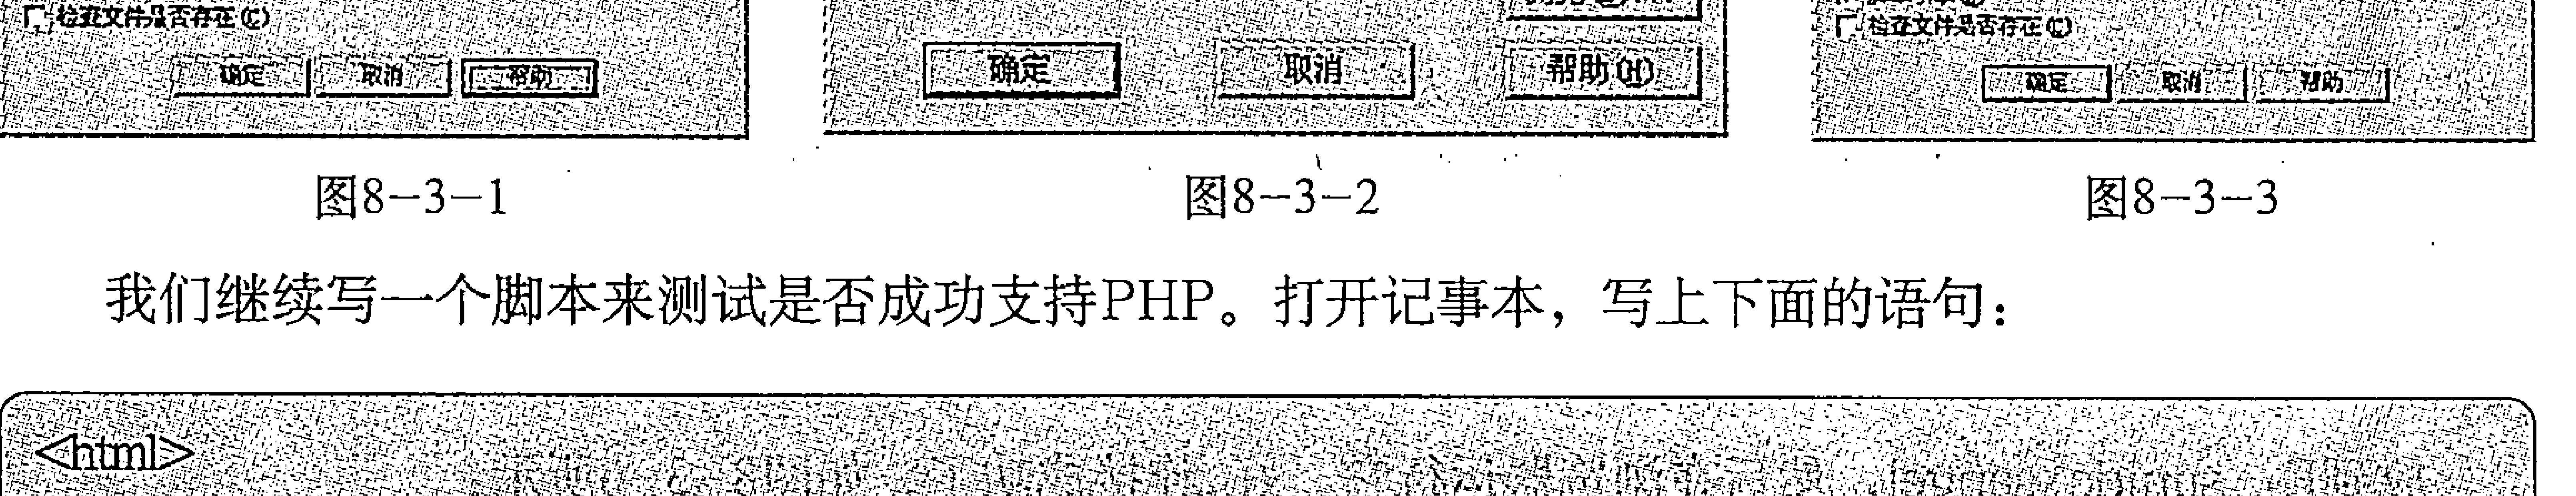 检查文件是否存在(C)
确定 取消 帮助
确定 取消 帮助(H)
检查文件是否存在(C)
确定 取消 帮助
图8-3-1 图8-3-2 图8-3-3
我们继续写一个脚本来测试是否成功支持PHP。打开记事本，写上下面的语句：
<html>